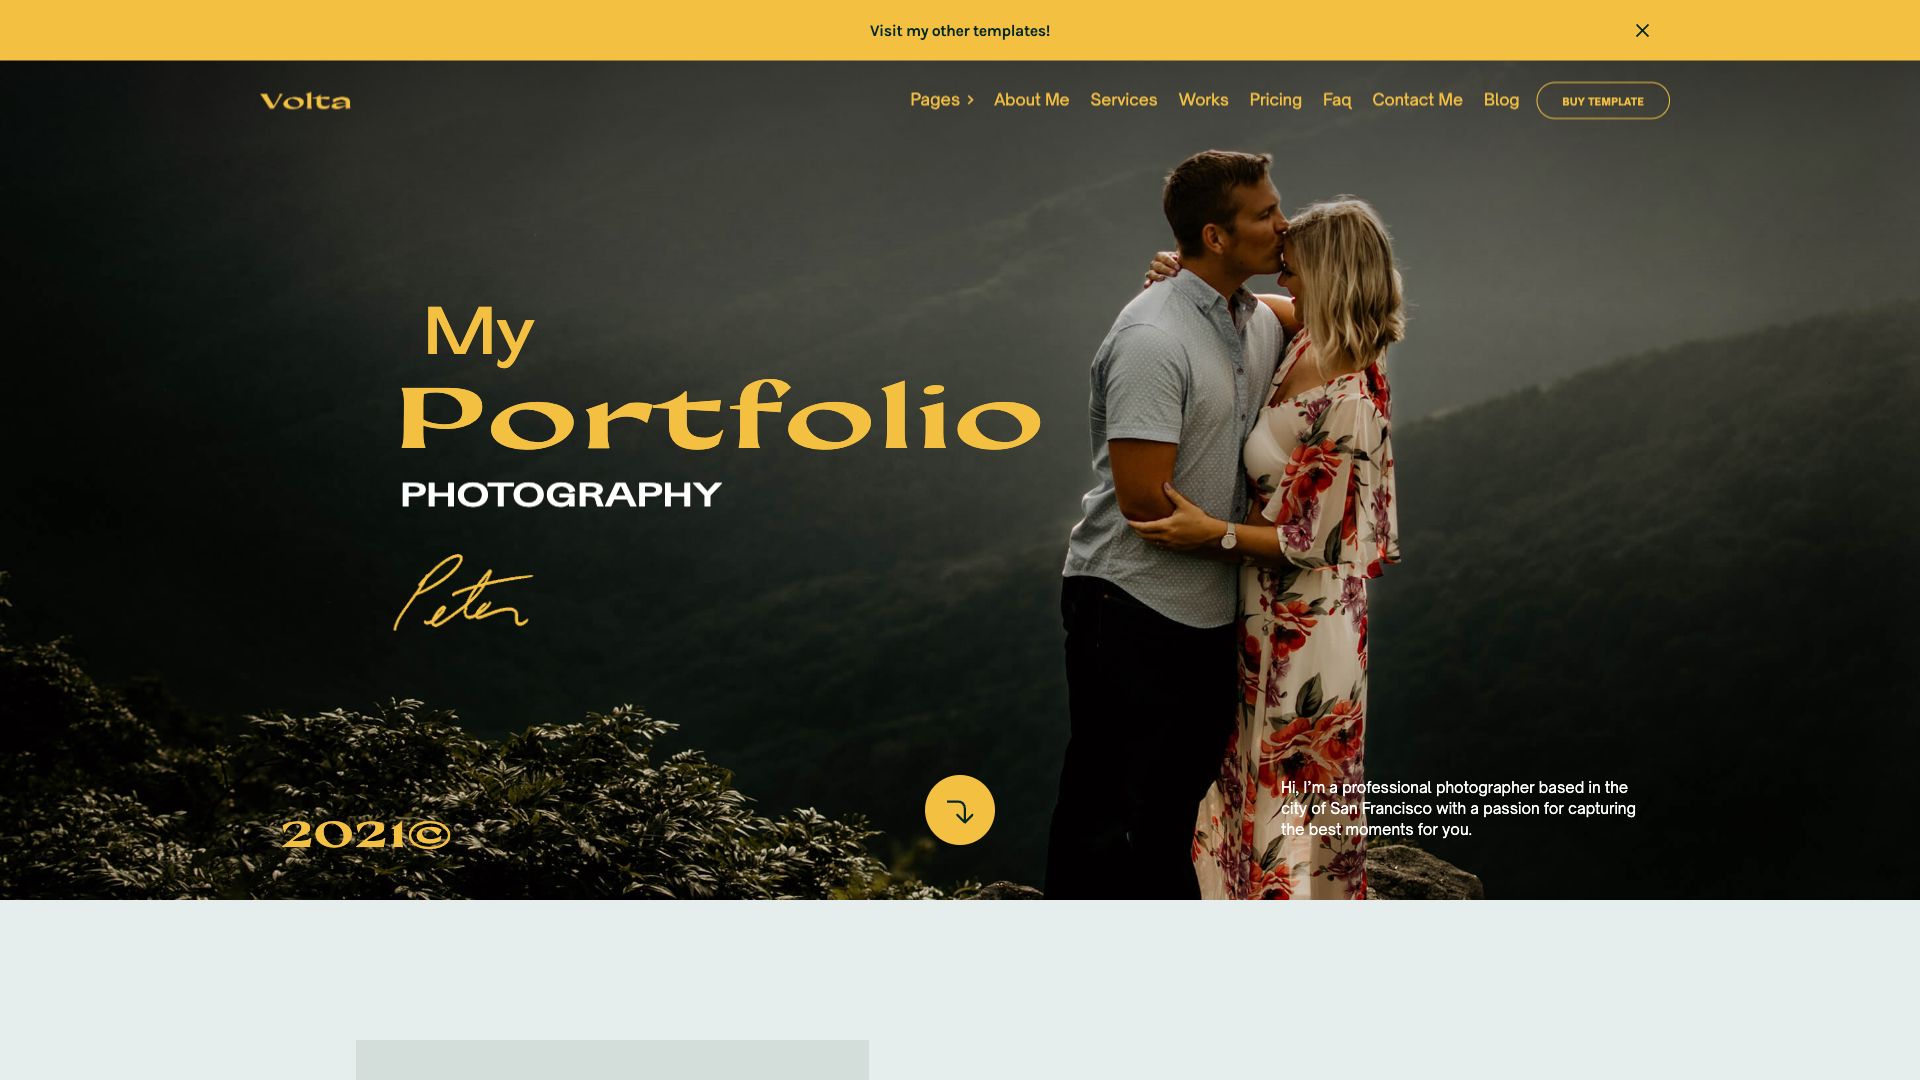 Visit my other templates!
Volta
Pages About Me Services Works Pricing Faq Contact Me Blog BUY TEMPLATE
My
Portfolio
PHOTOGRAPHY
Peter
2021©
Hi, I’m a professional photographer based in the
city of San Francisco with a passion for capturing
the best moments for you.